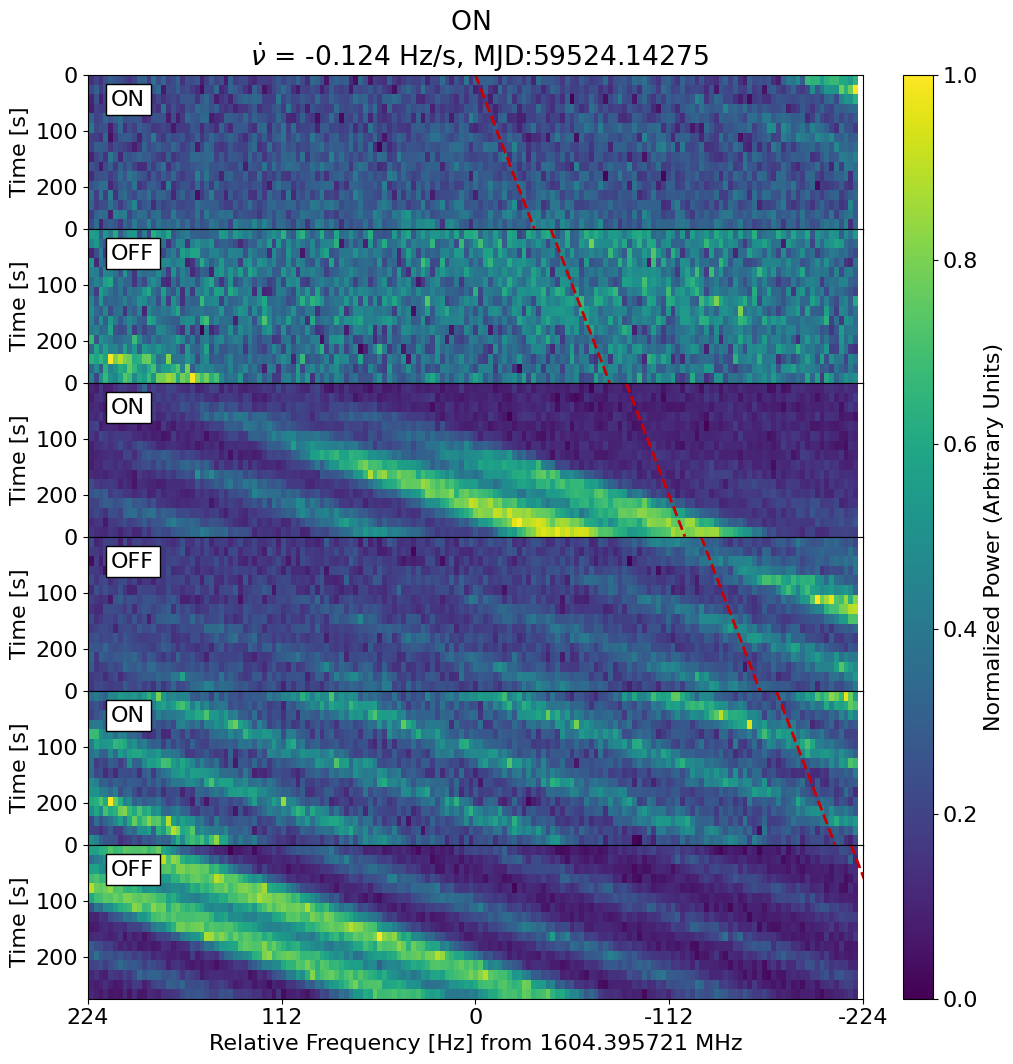 ON
ν̇ = -0.124 Hz/s, MJD:59524.14275
0
ON
100
Time [s]
200
0
OFF
100
Time [s]
200
0
ON
100
Time [s]
200
0
OFF
100
Time [s]
200
0
ON
100
Time [s]
200
0
OFF
100
Time [s]
200
224 112 0 -112 -224
Relative Frequency [Hz] from 1604.395721 MHz
1.0
0.8
0.6
0.4
0.2
0.0
Normalized Power (Arbitrary Units)